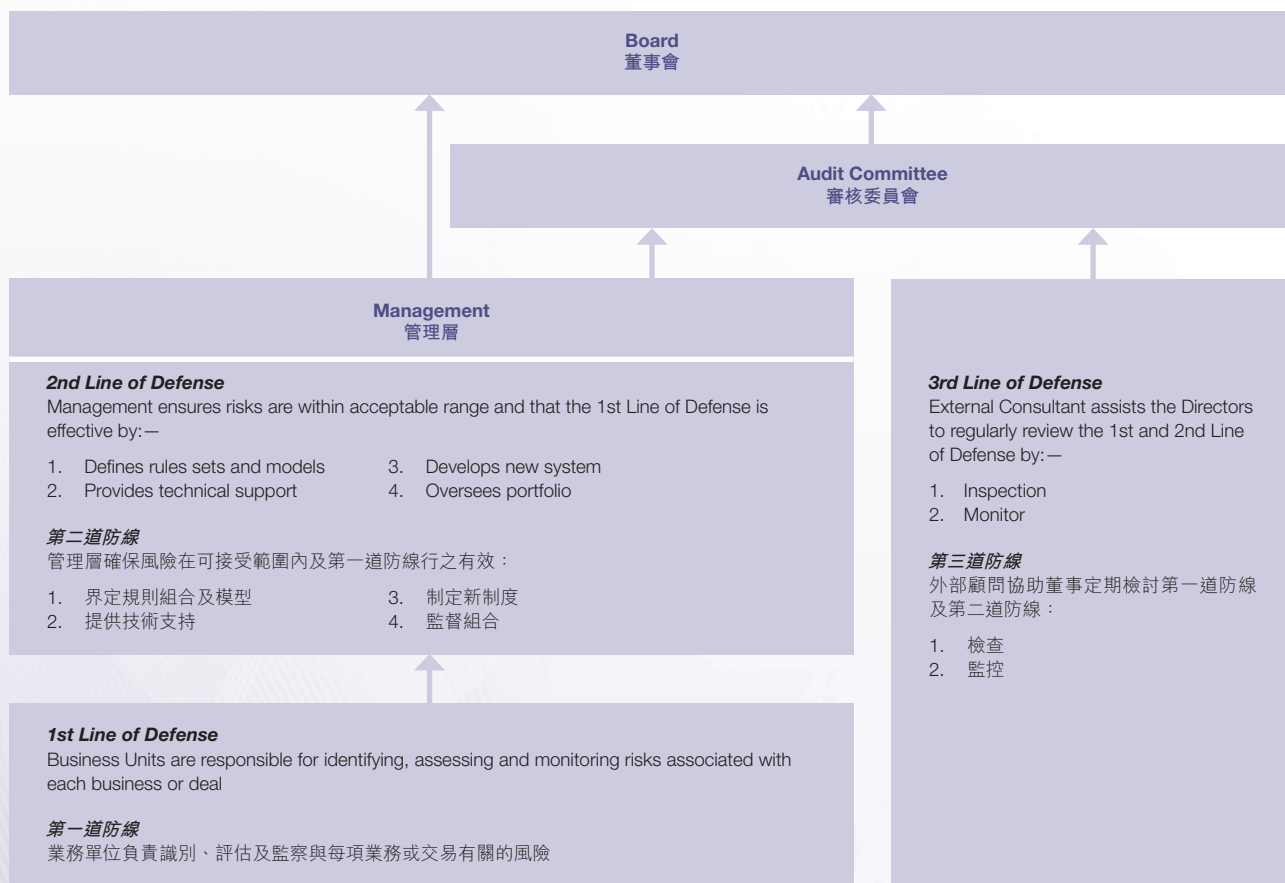 Board
董事會
Audit Committee
審核委員會
Management
管理層
2nd Line of Defense
Management ensures risks are within acceptable range and that the 1st Line of Defense is
effective by:—
1. Defines rules sets and models
2. Provides technical support
3. Develops new system
4. Oversees portfolio
第二道防線
管理層確保風險在可接受範圍內及第一道防線行之有效：
1. 界定規則組合及模型
2. 提供技術支持
3. 制定新制度
4. 監督組合
1st Line of Defense
Business Units are responsible for identifying, assessing and monitoring risks associated with
each business or deal
第一道防線
業務單位負責識別、評估及監察與每項業務或交易有關的風險
3rd Line of Defense
External Consultant assists the Directors
to regularly review the 1st and 2nd Line
of Defense by:—
1. Inspection
2. Monitor
第三道防線
外部顧問協助董事定期檢討第一道防線
及第二道防線：
1. 檢查
2. 監控